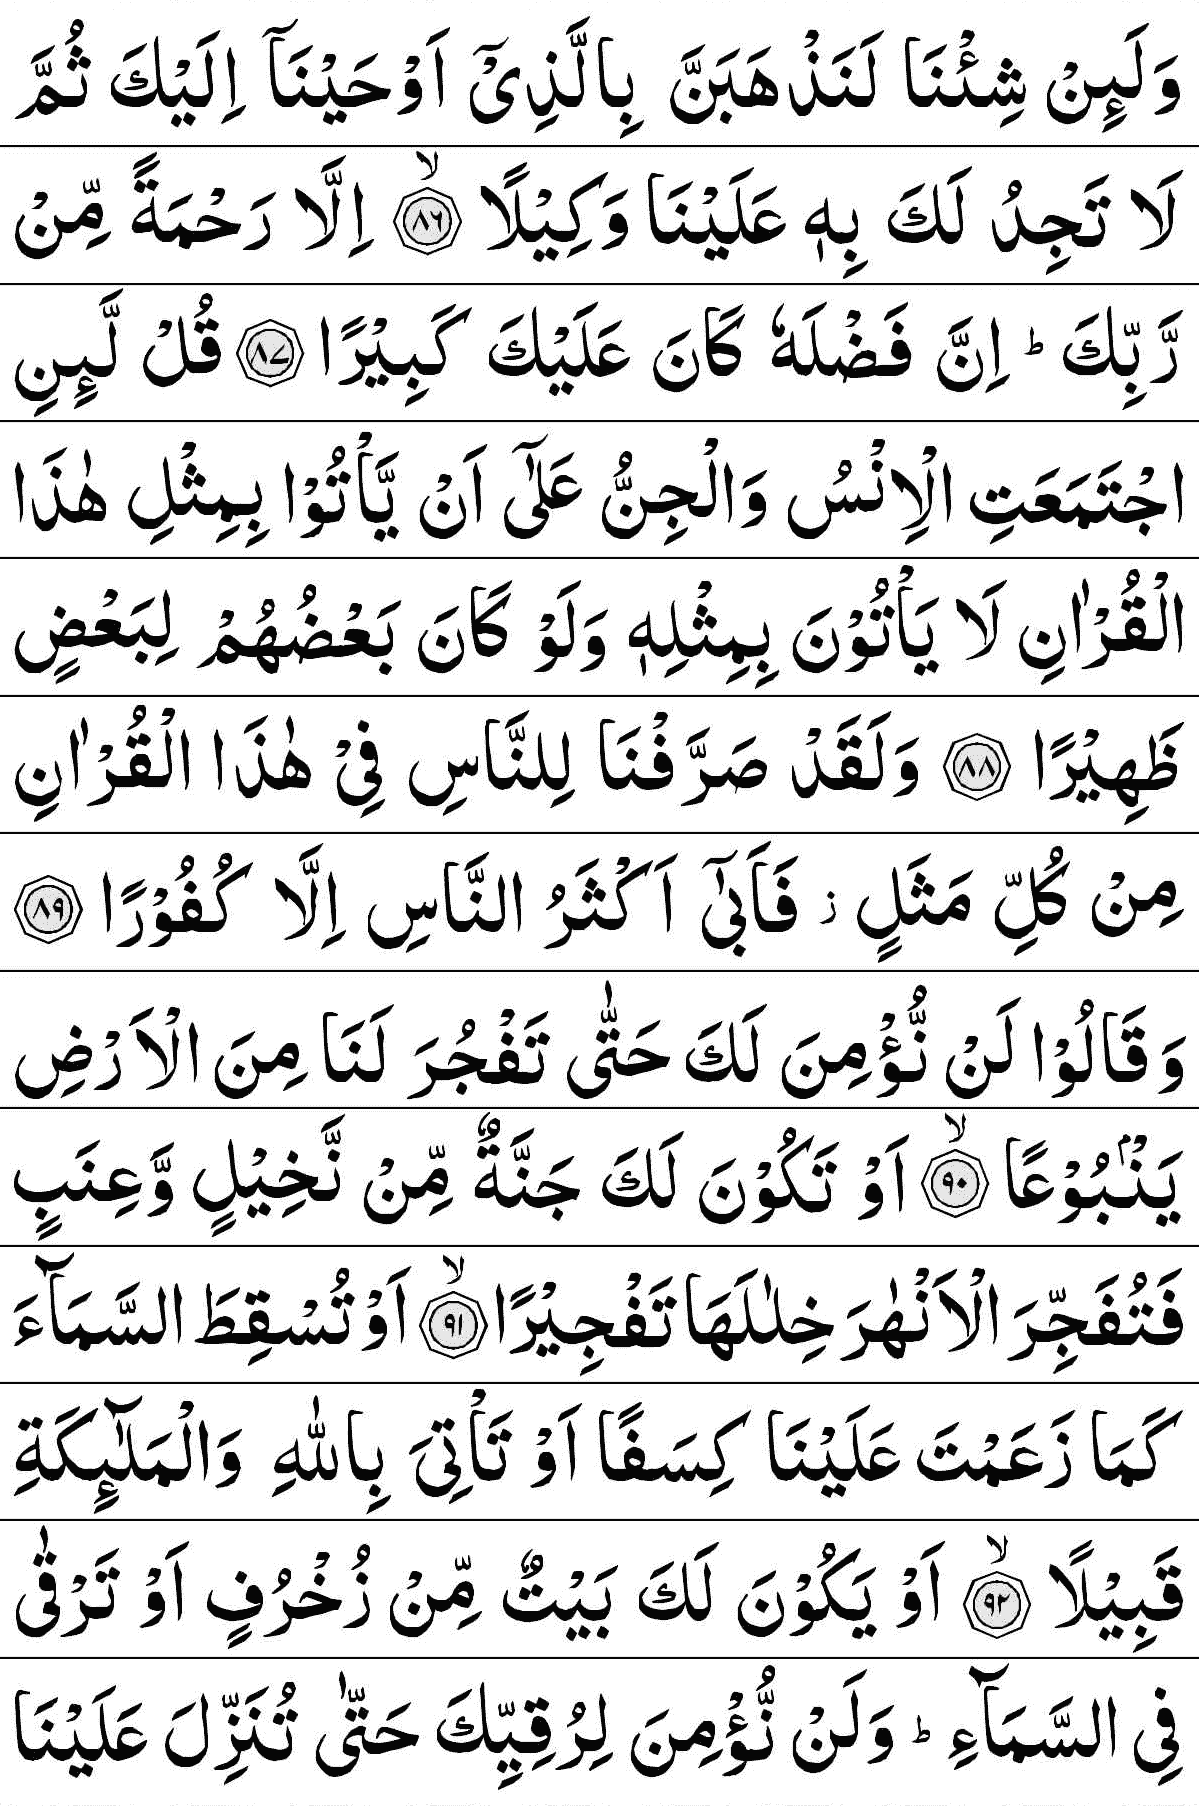 وَلَئِنْ شِئْنَا لَنَذْهَبَنَّ بِالَّذِیْۤ اَوْحَیْنَاۤ اِلَیْكَ ثُمَّ
لَا تَجِدُ لَكَ بِهٖ عَلَیْنَا وَكِیْلًا ۙ﴿۸۶﴾ اِلَّا رَحْمَةً مِّنْ
رَّبِّكَ ؕ اِنَّ فَضْلَهٗ كَانَ عَلَیْكَ كَبِیْرًا ﴿۸۷﴾ قُلْ لَّئِنِ
اجْتَمَعَتِ الْاِنْسُ وَالْجِنُّ عَلٰۤی اَنْ یَّاْتُوْا بِمِثْلِ هٰذَا
الْقُرْاٰنِ لَا یَاْتُوْنَ بِمِثْلِهٖ وَلَوْ كَانَ بَعْضُهُمْ لِبَعْضٍ
ظَهِیْرًا ﴿۸۸﴾ وَلَقَدْ صَرَّفْنَا لِلنَّاسِ فِیْ هٰذَا الْقُرْاٰنِ
مِنْ كُلِّ مَثَلٍ ؗ فَاَبٰۤی اَكْثَرُ النَّاسِ اِلَّا كُفُوْرًا ﴿۸۹﴾
وَقَالُوْا لَنْ نُّؤْمِنَ لَكَ حَتّٰی تَفْجُرَ لَنَا مِنَ الْاَرْضِ
یَنْۢبُوْعًا ۙ﴿۹۰﴾ اَوْ تَكُوْنَ لَكَ جَنَّةٌ مِّنْ نَّخِیْلٍ وَّعِنَبٍ
فَتُفَجِّرَ الْاَنْهٰرَ خِلٰلَهَا تَفْجِیْرًا ۙ﴿۹۱﴾ اَوْ تُسْقِطَ السَّمَآءَ
كَمَا زَعَمْتَ عَلَیْنَا كِسَفًا اَوْ تَاْتِیَ بِاللّٰهِ وَالْمَلٰٓئِكَةِ
قَبِیْلًا ۙ﴿۹۲﴾ اَوْ یَكُوْنَ لَكَ بَیْتٌ مِّنْ زُخْرُفٍ اَوْ تَرْقٰی
فِی السَّمَآءِ ؕ وَلَنْ نُّؤْمِنَ لِرُقِیِّكَ حَتّٰی تُنَزِّلَ عَلَیْنَا